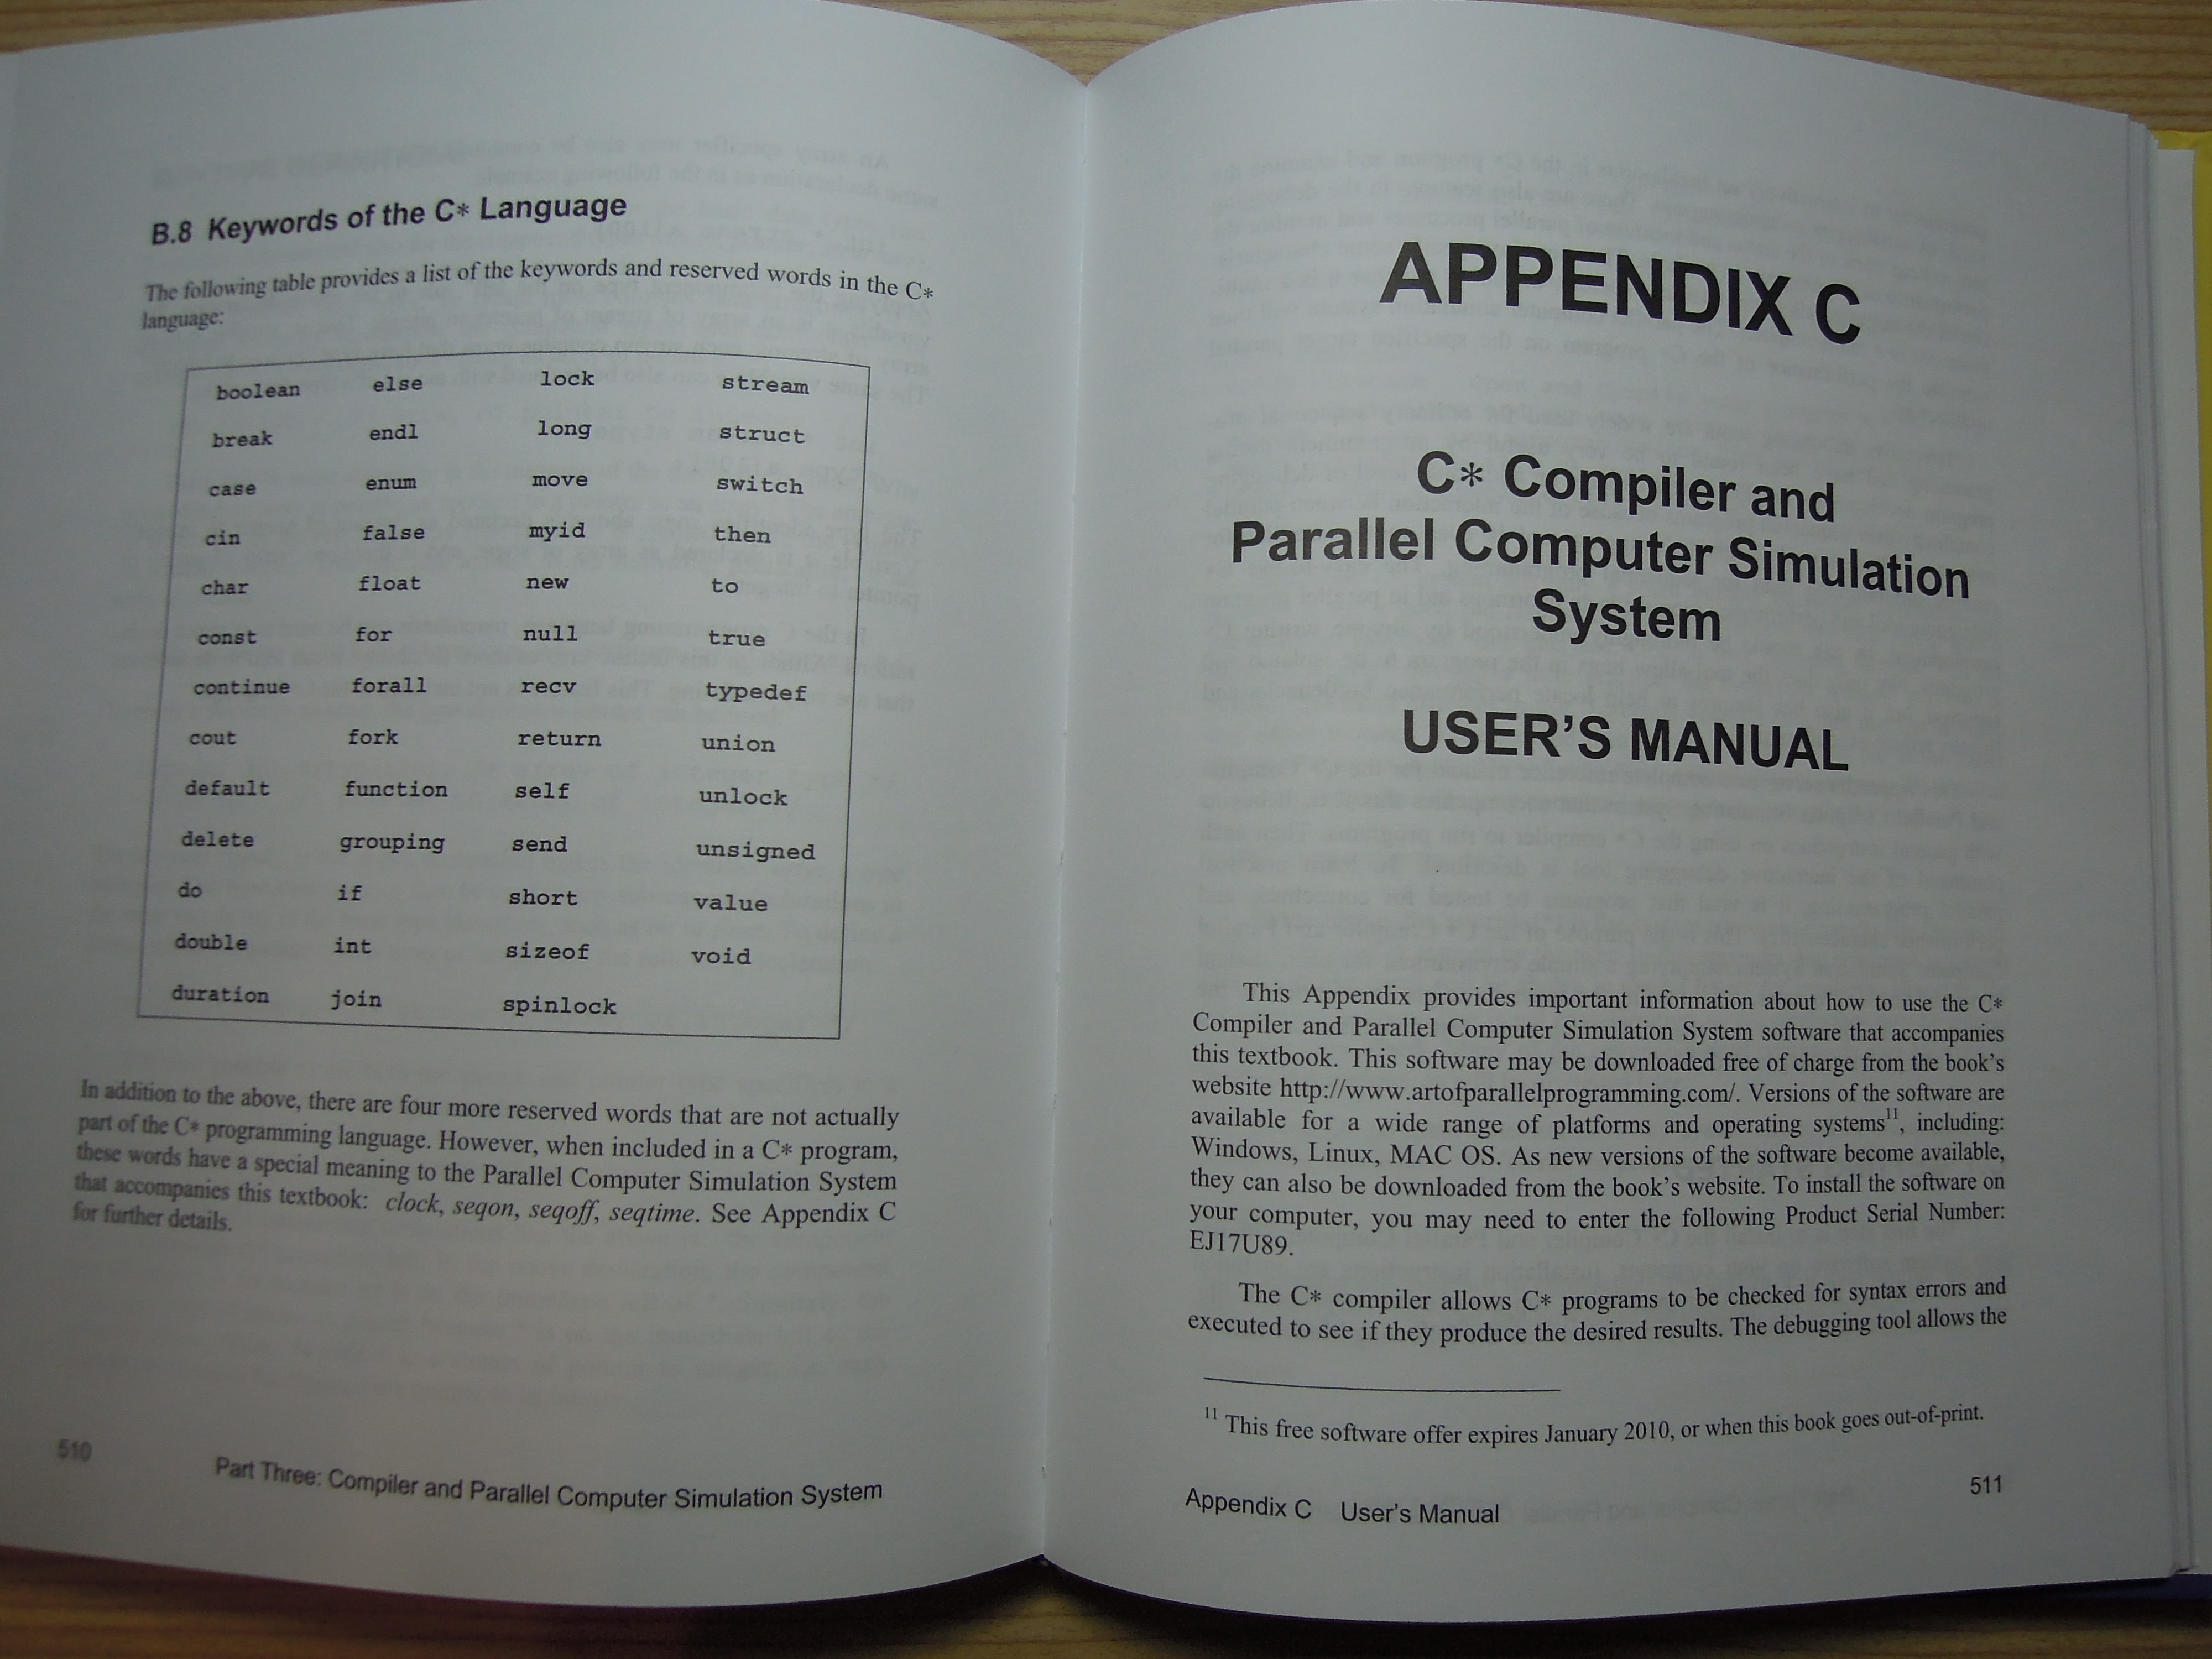 B.8 Keywords of the C* Language
The following table provides a list of the keywords and reserved words in the C*
language:
boolean else lock stream
break endl long struct
case enum move switch
cin false myid then
char float new to
const for null true
continue forall recv typedef
cout fork return union
default function self unlock
delete grouping send unsigned
do if short value
double int sizeof void
duration join spinlock
In addition to the above, there are four more reserved words that are not actually
part of the C* programming language. However, when included in a C* program,
these words have a special meaning to the Parallel Computer Simulation System
that accompanies this textbook: clock, seqon, seqoff, seqtime. See Appendix C
for further details.
510
Part Three: Compiler and Parallel Computer Simulation System
APPENDIX C
C* Compiler and
Parallel Computer Simulation
System
USER'S MANUAL
This Appendix provides important information about how to use the C*
Compiler and Parallel Computer Simulation System software that accompanies
this textbook. This software may be downloaded free of charge from the book's
website http://www.artofparallelprogramming.com/. Versions of the software are
available for a wide range of platforms and operating systems11, including:
Windows, Linux, MAC OS. As new versions of the software become available,
they can also be downloaded from the book's website. To install the software on
your computer, you may need to enter the following Product Serial Number:
EJ17U89.
The C* compiler allows C* programs to be checked for syntax errors and
executed to see if they produce the desired results. The debugging tool allows the
11 This free software offer expires January 2010, or when this book goes out-of-print.
511
Appendix C User's Manual